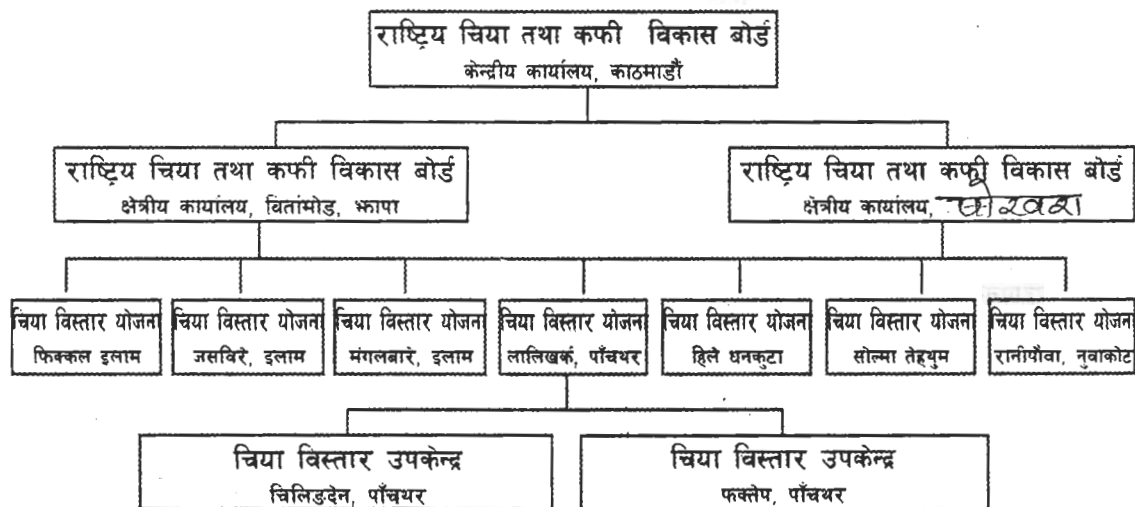 राष्ट्रिय चिया तथा कफी विकास बोर्ड
केन्द्रीय कार्यालय, काठमाडौं
राष्ट्रिय चिया तथा कफी विकास बोर्ड
क्षेत्रीय कार्यालय, विर्तामोड, झापा
राष्ट्रिय चिया तथा कफी विकास बोर्ड
क्षेत्रीय कार्यालय, पोखरा
चिया विस्तार योजना
फिक्कल इलाम
चिया विस्तार योजना
जसविरे, इलाम
चिया विस्तार योजना
मंगलबारे, इलाम
चिया विस्तार योजना
लालिखर्क, पाँचथर
चिया विस्तार योजना
हिले धनकुटा
चिया विस्तार योजना
सोल्मा तेह्रथुम
चिया विस्तार योजना
रानीपौवा, नुवाकोट
चिया विस्तार उपकेन्द्र
चिलिङदेन, पाँचथर
चिया विस्तार उपकेन्द्र
फक्तेप, पाँचथर